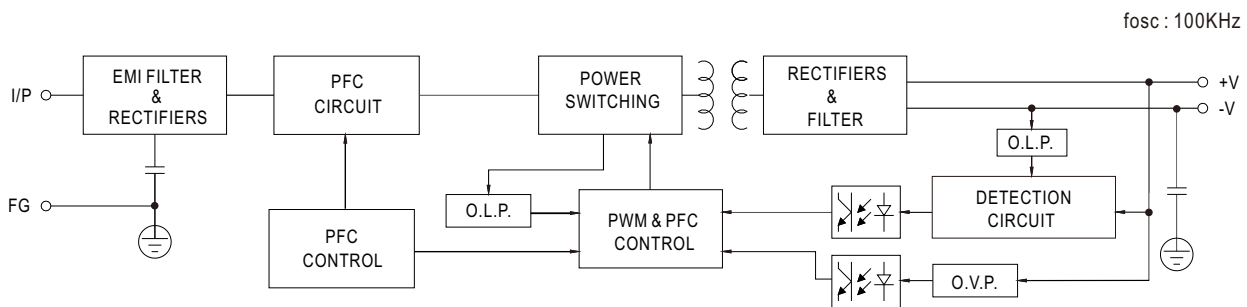 fosc : 100KHz
I/P
EMI FILTER
&
RECTIFIERS
PFC
CIRCUIT
POWER
SWITCHING
RECTIFIERS
&
FILTER
+V
-V
O.L.P.
FG
O.L.P.
PFC
CONTROL
PWM & PFC
CONTROL
DETECTION
CIRCUIT
O.V.P.